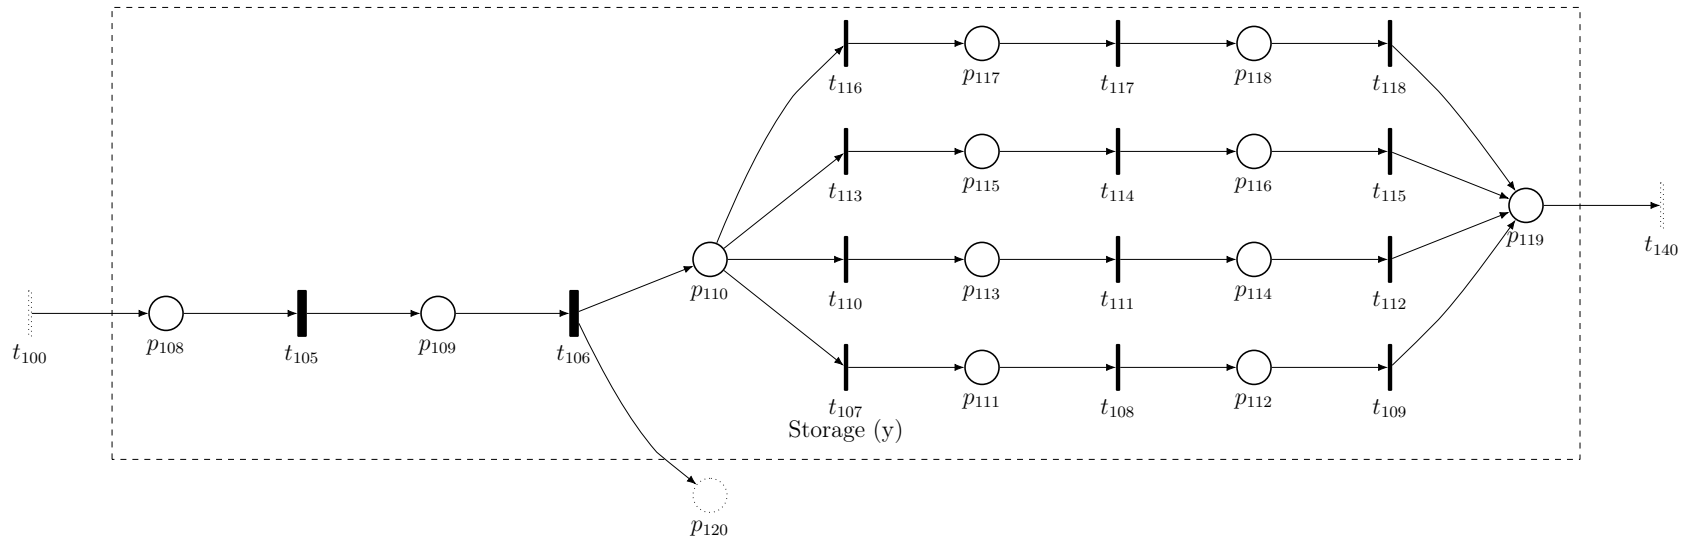 t116 p117 t117 p118 t118
t113 p115 t114 p116 t115
p119 t140
p110 t110 p113 t111 p114 t112
t100 p108 t105 p109 t106
t107 p111 t108 p112 t109
Storage (y)
p120